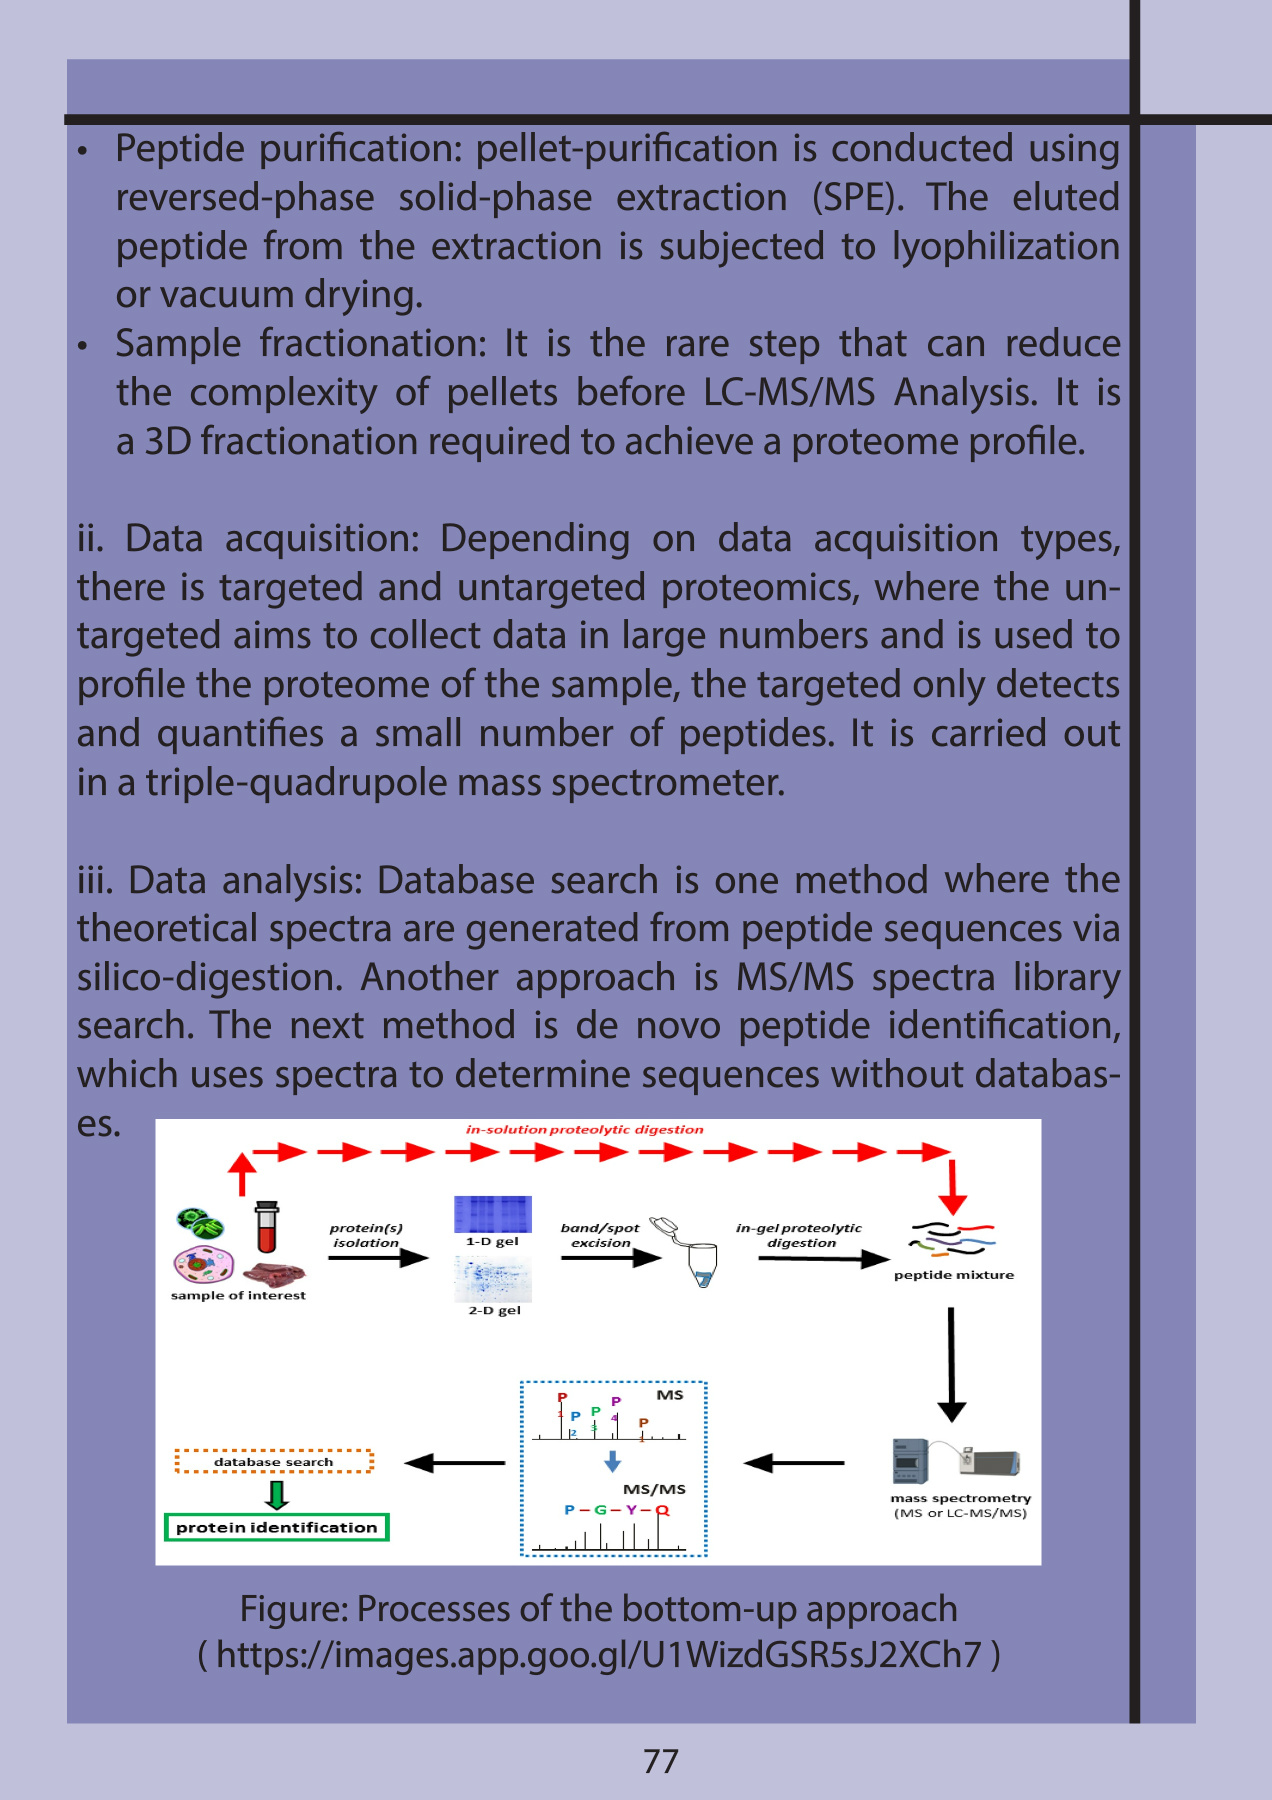 • Peptide purification: pellet-purification is conducted using
reversed-phase solid-phase extraction (SPE). The eluted
peptide from the extraction is subjected to lyophilization
or vacuum drying.
• Sample fractionation: It is the rare step that can reduce
the complexity of pellets before LC-MS/MS Analysis. It is
a 3D fractionation required to achieve a proteome profile.
ii. Data acquisition: Depending on data acquisition types,
there is targeted and untargeted proteomics, where the un-
targeted aims to collect data in large numbers and is used to
profile the proteome of the sample, the targeted only detects
and quantifies a small number of peptides. It is carried out
in a triple-quadrupole mass spectrometer.
iii. Data analysis: Database search is one method where the
theoretical spectra are generated from peptide sequences via
silico-digestion. Another approach is MS/MS spectra library
search. The next method is de novo peptide identification,
which uses spectra to determine sequences without databas-
es.
in-solution proteolytic digestion
protein(s)
isolation
1-D gel
2-D gel
band/spot
excision
in-gel proteolytic
digestion
sample of interest
peptide mixture
MS
P1
P2
P3
P4
P1
MS/MS
P–G–Y–Q
mass spectrometry
(MS or LC-MS/MS)
database search
protein identification
Figure: Processes of the bottom-up approach
( https://images.app.goo.gl/U1WizdGSR5sJ2XCh7 )
77